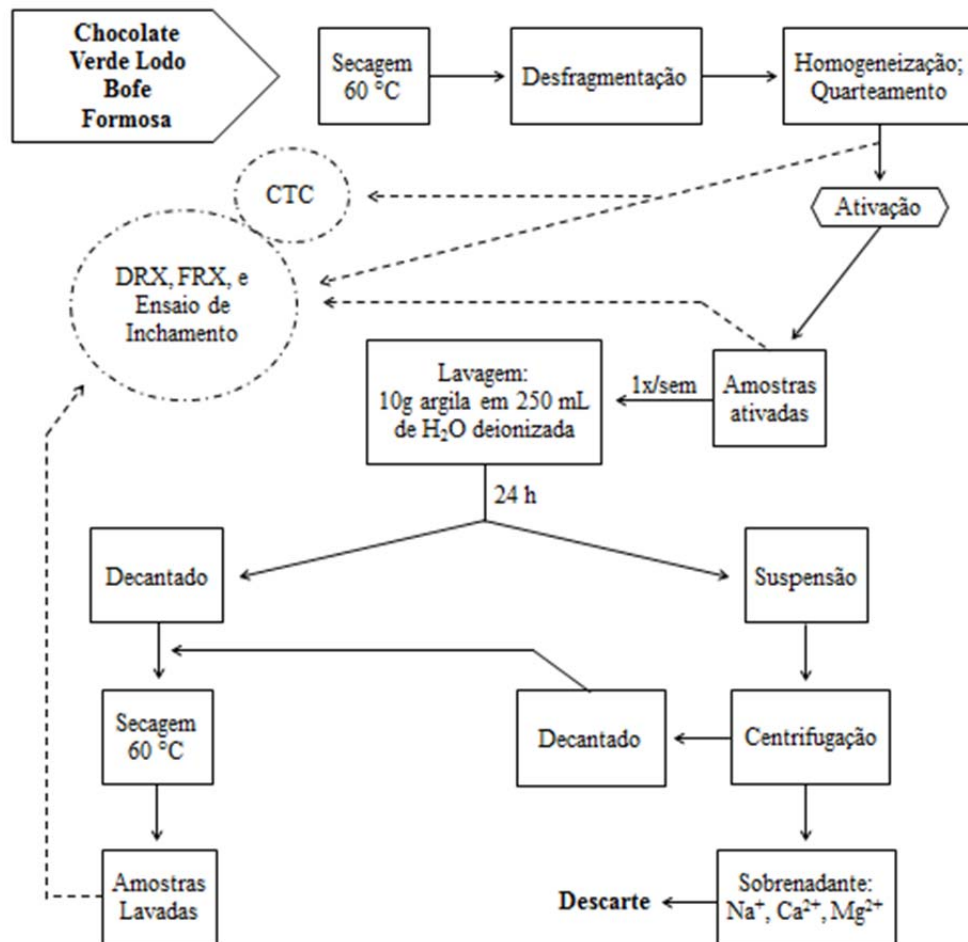 Chocolate
Verde Lodo
Bofe
Formosa
Secagem
60 °C
Desfragmentação
Homogeneização;
Quarteamento
CTC
Ativação
DRX, FRX, e
Ensaio de
Inchamento
Lavagem:
10g argila em 250 mL
de H₂O deionizada
1x/sem
Amostras
ativadas
24 h
Decantado
Suspensão
Secagem
60 °C
Decantado
Centrifugação
Amostras
Lavadas
Descarte
Sobrenadante:
Na⁺, Ca²⁺, Mg²⁺